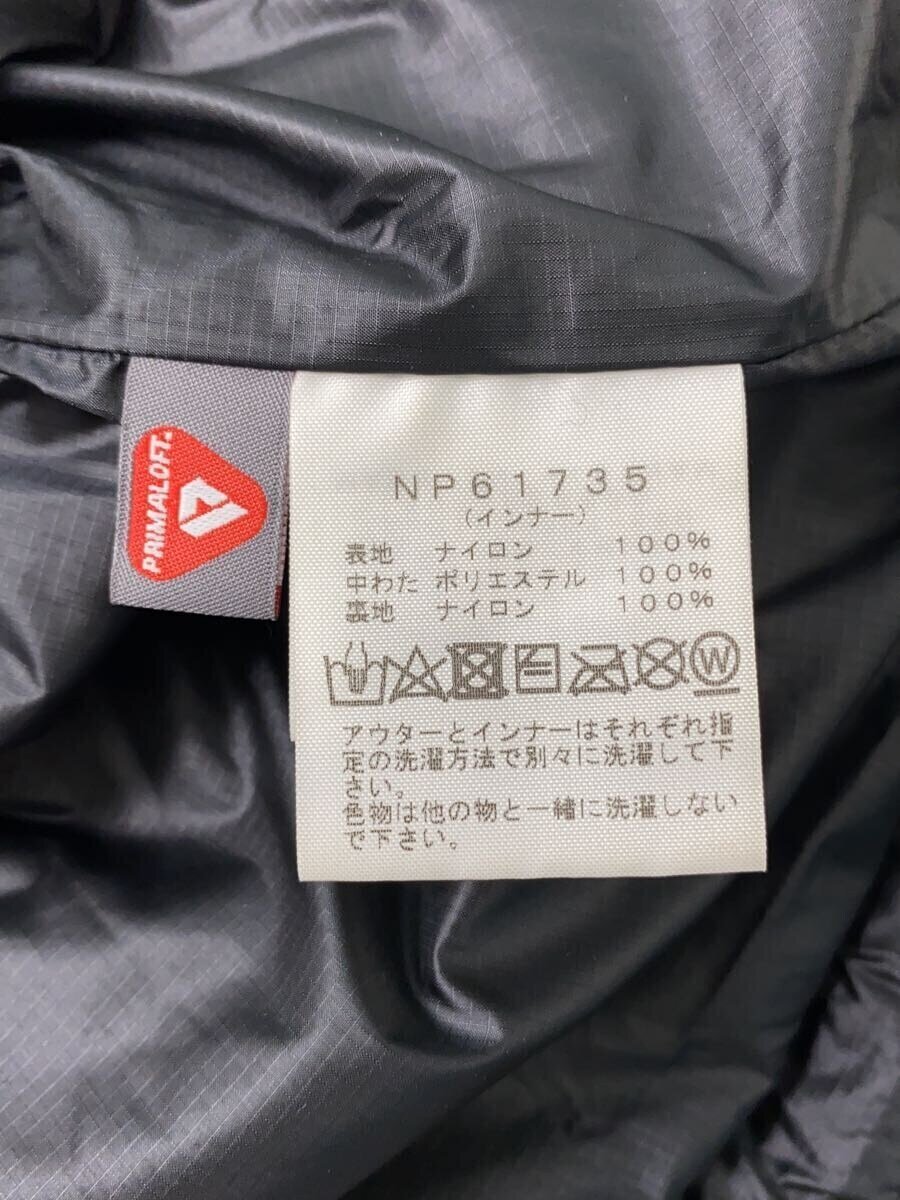 PRIMALOFT™
NP61735
(インナー)
表地 ナイロン 100%
中わた ポリエステル 100%
裏地 ナイロン 100%
W
アウターとインナーはそれぞれ指
定の洗濯方法で別々に洗濯して下
さい。
色物は他の物と一緒に洗濯しない
で下さい。